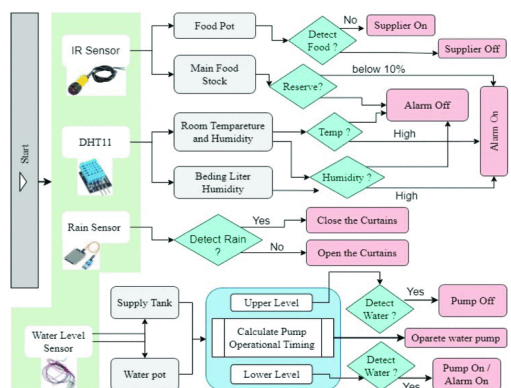 Start
IR Sensor
Food Pot
Detect
Food ?
No
Supplier On
Supplier Off
Main Food
Stock
Reserve?
below 10%
Alarm Off
Alarm On
DHT11
Room Tempareture
and Humidity
Temp ?
High
Beding Liter
Humidity
Humidity ?
High
Rain Sensor
Detect Rain
?
Yes
Close the Curtains
No
Open the Curtains
Water Level
Sensor
Supply Tank
Water pot
Upper Level
Calculate Pump
Operational Timing
Lower Level
Detect
Water ?
Yes
Pump Off
Oparete water pump
Detect
Water ?
Yes
Pump On /
Alarm On